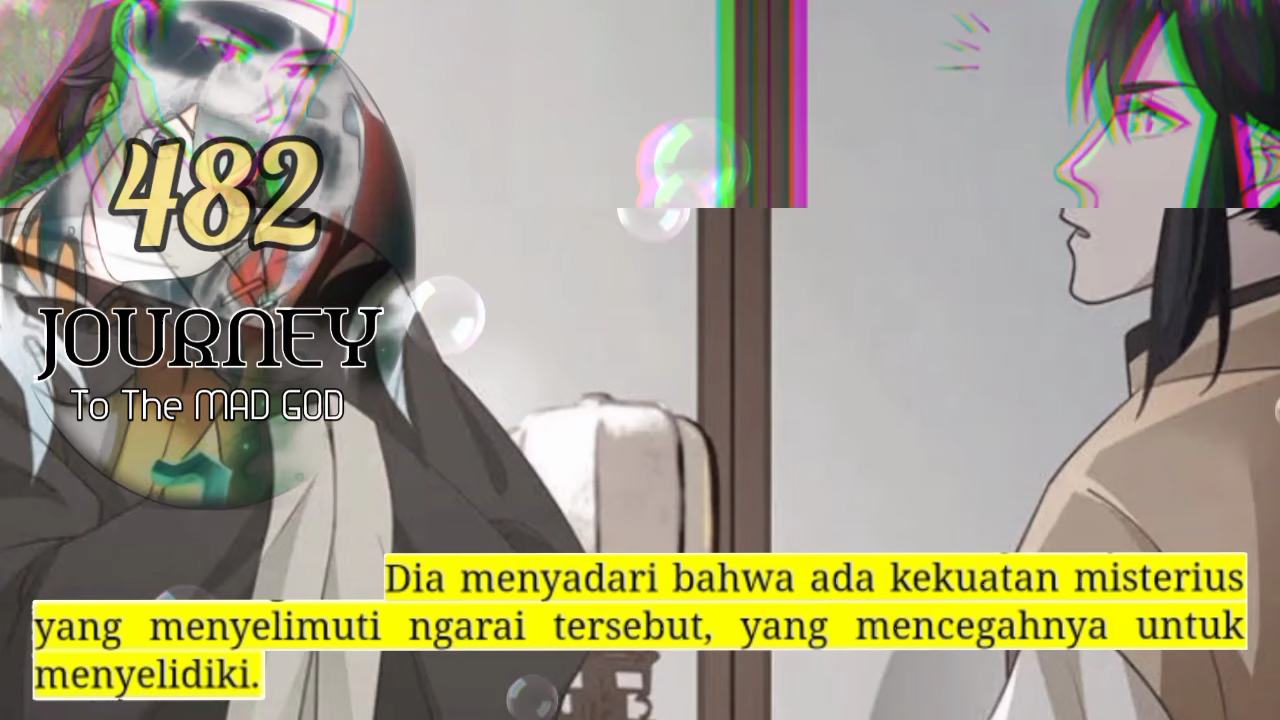 482
JOURNEY
To The MAD GOD
Dia menyadari bahwa ada kekuatan misterius
yang menyelimuti ngarai tersebut, yang mencegahnya untuk
menyelidiki.